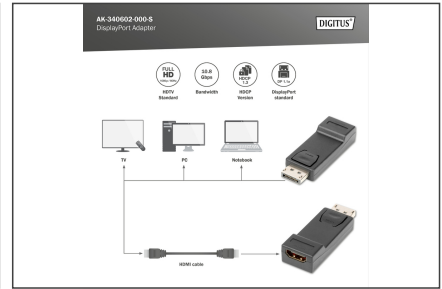 AK-340602-000-S
DisplayPort Adapter
DIGITUS®
FULL
HD
HDTV
Standard
10.8
Gbps
Bandwidth
HDCP
1.3
HDCP
Version
DP 1.1a
DisplayPort
standard
TV
PC
Notebook
HDMI cable